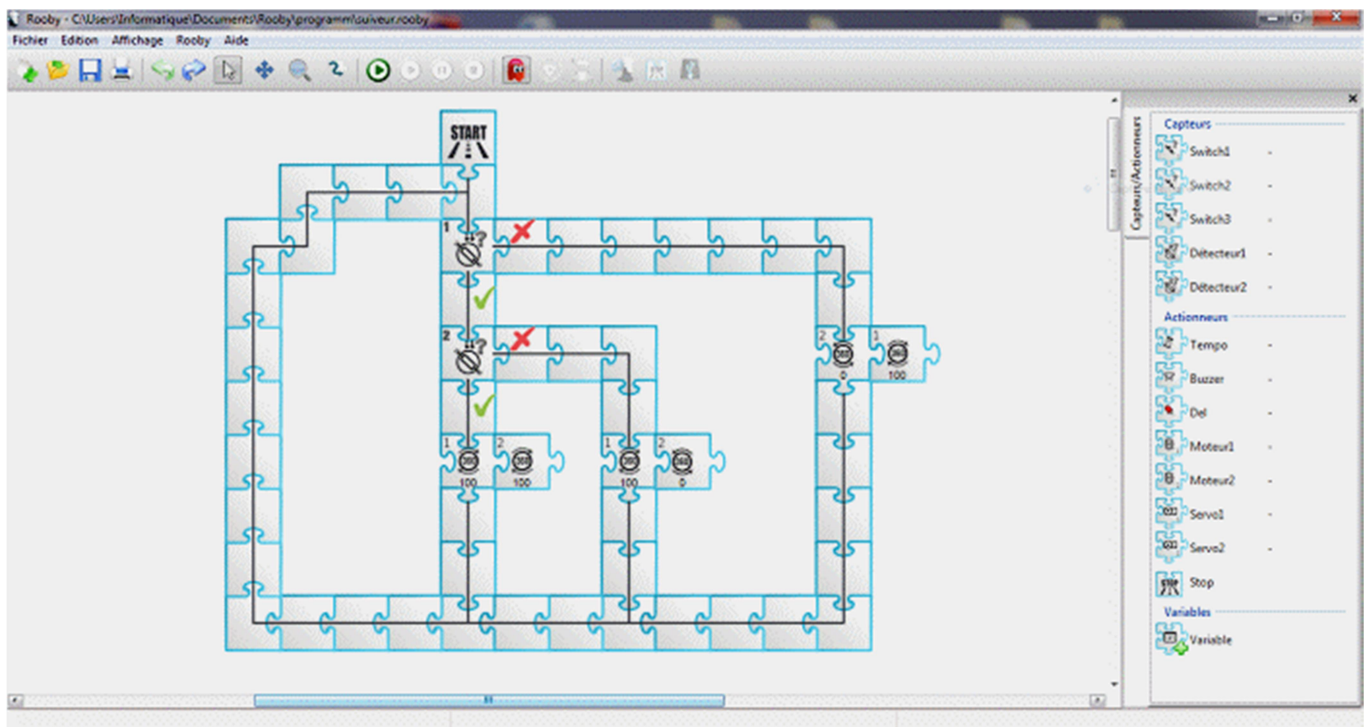 Rooby - C:\Users\Informatique\Documents\Rooby\programm\suiveur.rooby
Fichier Edition Affichage Rooby Aide
START
1
2
2
0
1
100
1
100
2
100
1
100
2
0
Capteurs/Actionneurs
Capteurs
Switch1 -
Switch2 -
Switch3 -
Détecteur1 -
Détecteur2 -
Actionneurs
Tempo -
Buzzer -
Del -
Moteur1 -
Moteur2 -
Servo1 -
Servo2 -
STOP Stop
Variables
Variable